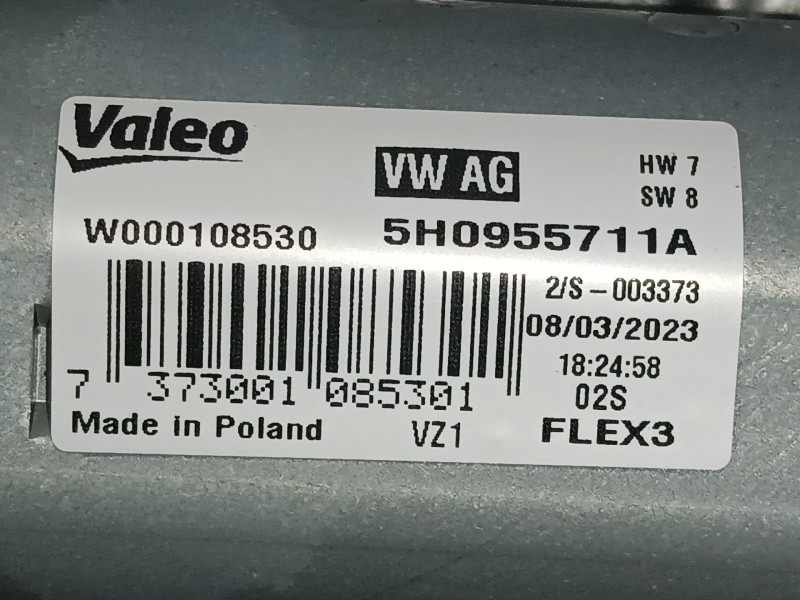 Valeo
VW AG
HW 7
SW 8
W000108530
5H0955711A
2/S - 003373
08/03/2023
18:24:58
02S
7 373001 085301
Made in Poland
VZ1
FLEX3